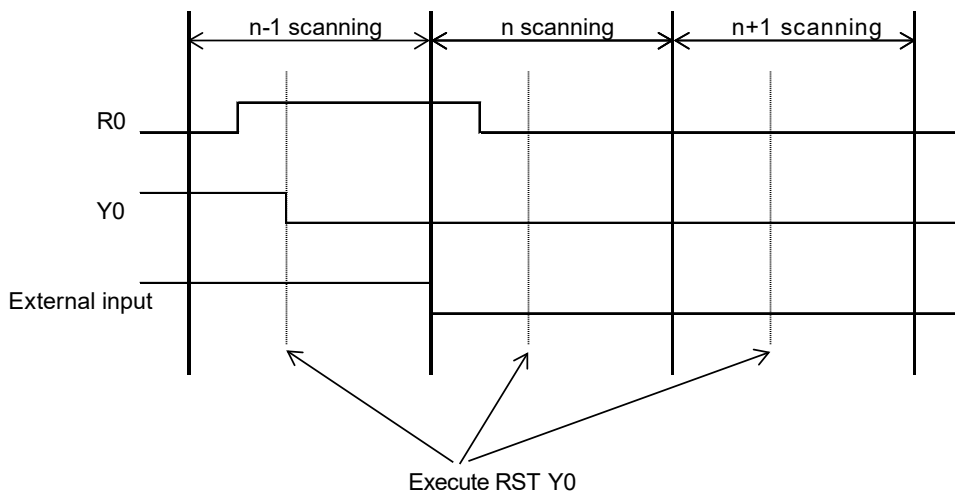 n-1 scanning
n scanning
n+1 scanning
R0
Y0
External input
Execute RST Y0